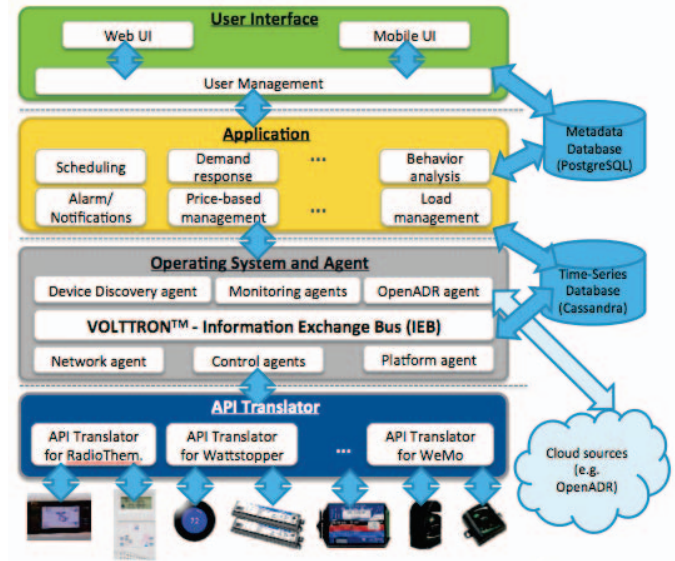 User Interface
Web UI
Mobile UI
User Management
Application
Scheduling
Demand
response
...
Behavior
analysis
Alarm/
Notifications
Price-based
management
...
Load
management
Metadata
Database
(PostgreSQL)
Operating System and Agent
Device Discovery agent
Monitoring agents
OpenADR agent
VOLTTRON™ - Information Exchange Bus (IEB)
Network agent
Control agents
Platform agent
Time-Series
Database
(Cassandra)
API Translator
API Translator
for RadioThem.
API Translator
for Wattstopper
...
API Translator
for WeMo
Cloud sources
(e.g.
OpenADR)
72